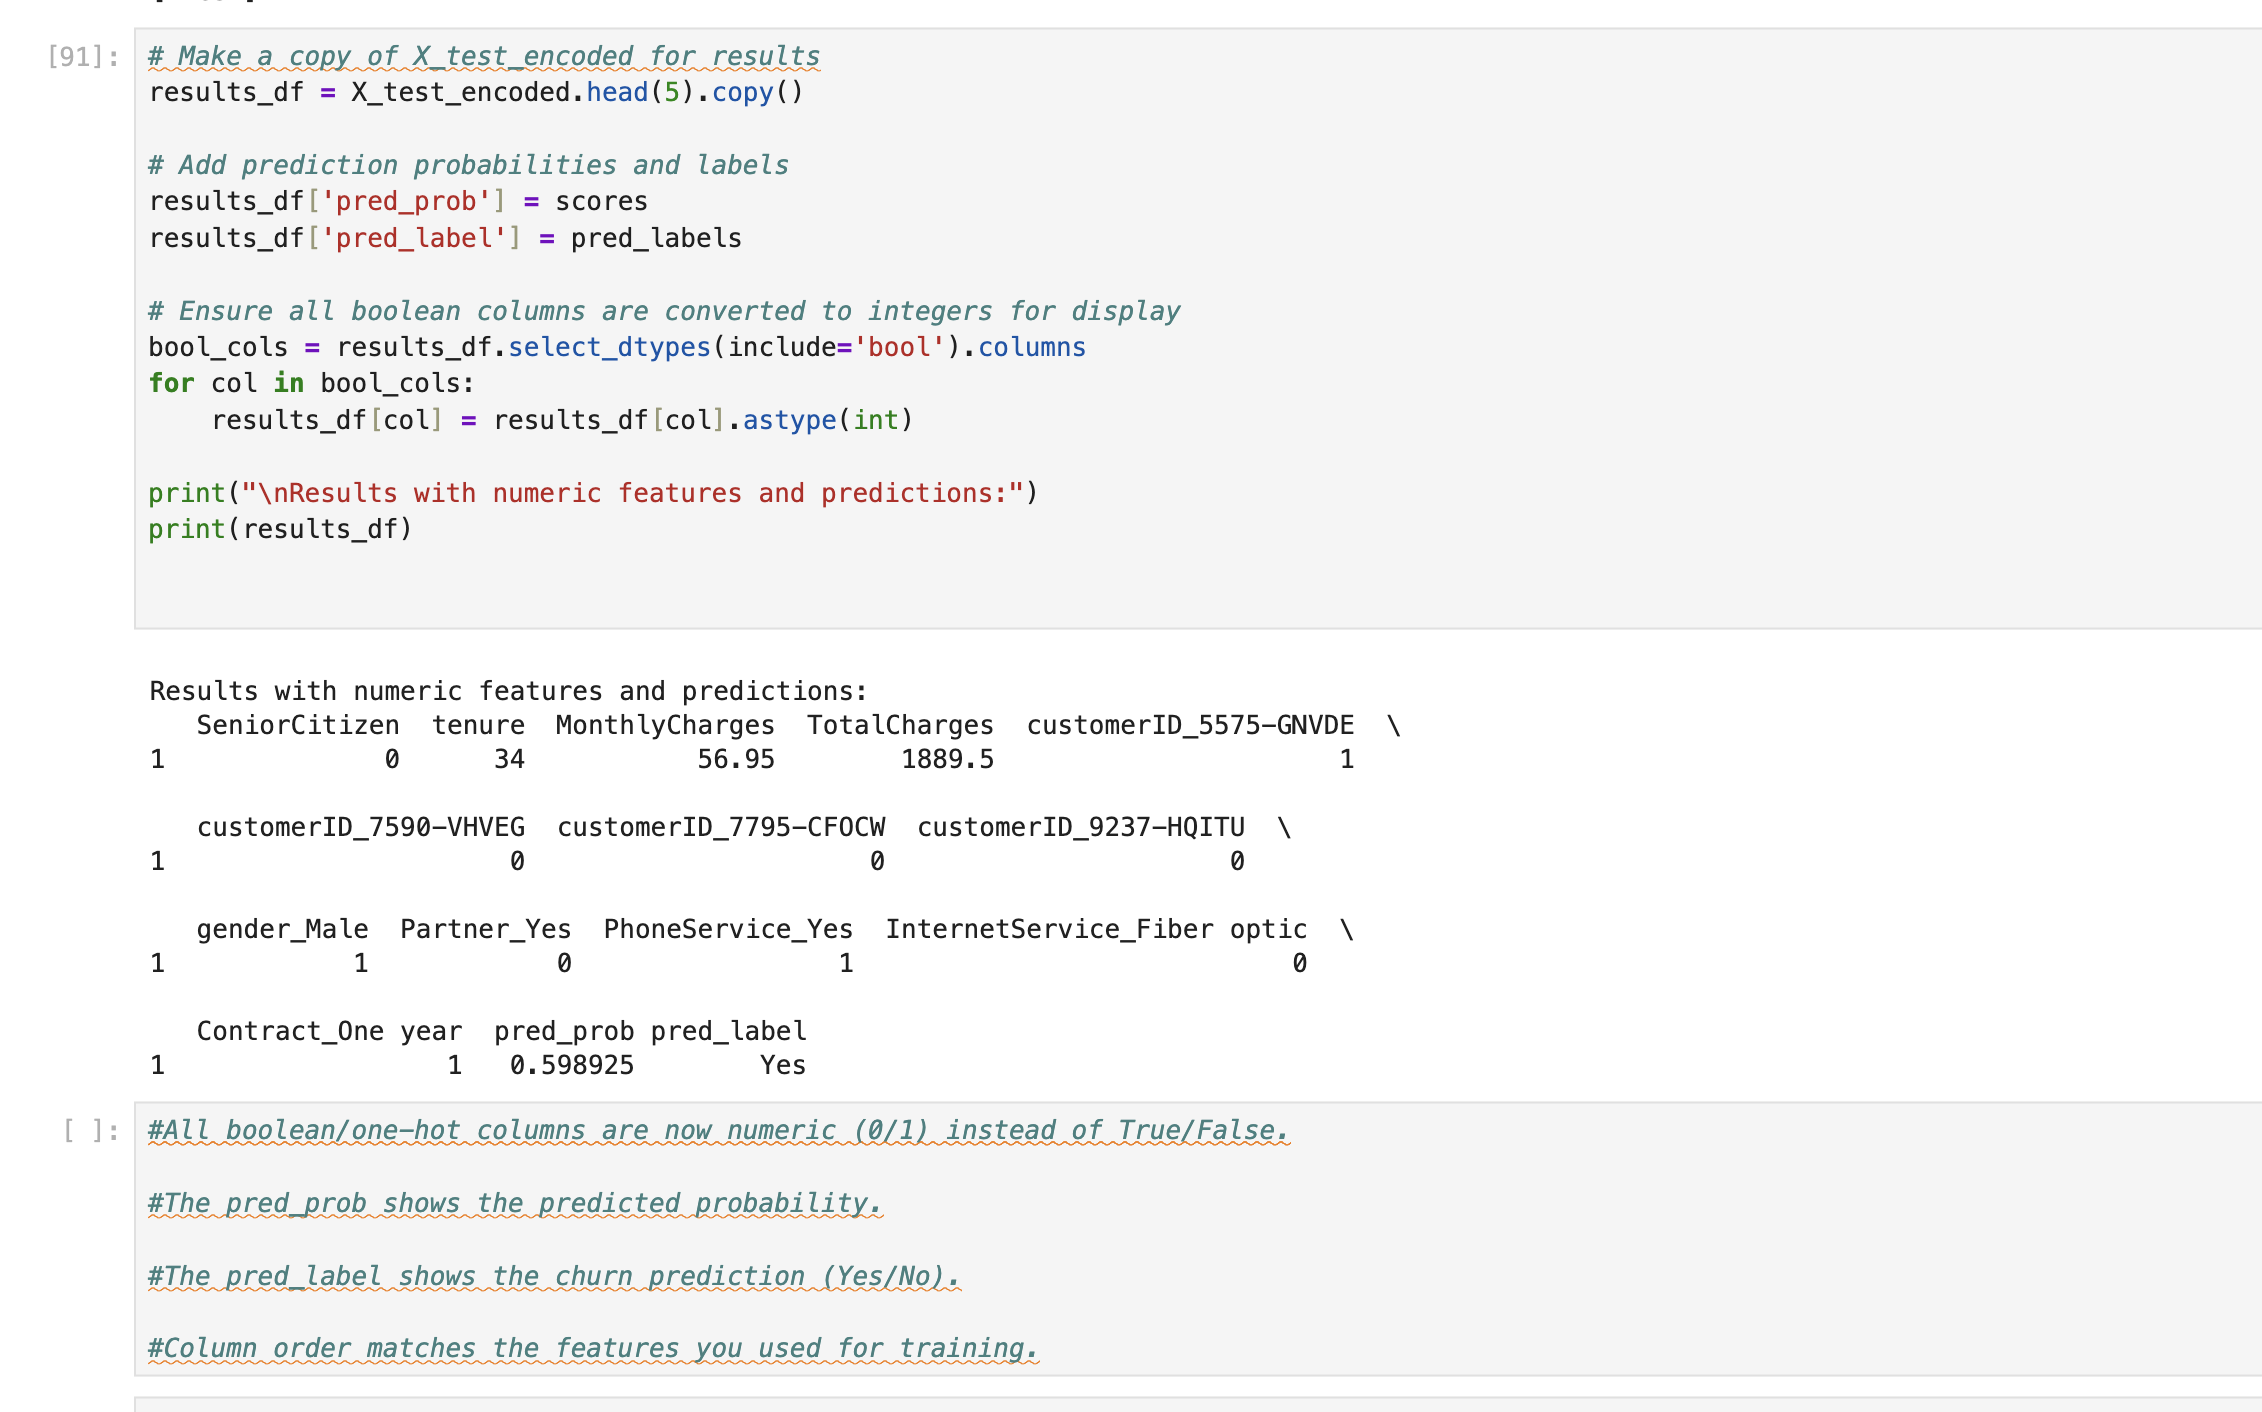 [91]: # Make a copy of X_test_encoded for results
results_df = X_test_encoded.head(5).copy()
# Add prediction probabilities and labels
results_df['pred_prob'] = scores
results_df['pred_label'] = pred_labels
# Ensure all boolean columns are converted to integers for display
bool_cols = results_df.select_dtypes(include='bool').columns
for col in bool_cols:
    results_df[col] = results_df[col].astype(int)
print("\nResults with numeric features and predictions:")
print(results_df)
Results with numeric features and predictions:
   SeniorCitizen  tenure  MonthlyCharges  TotalCharges  customerID_5575-GNVDE  \
1              0      34           56.95        1889.5                      1
   customerID_7590-VHVEG  customerID_7795-CFOCW  customerID_9237-HQITU  \
1                      0                      0                      0
   gender_Male  Partner_Yes  PhoneService_Yes  InternetService_Fiber optic  \
1            1            0                 1                            0
   Contract_One year  pred_prob pred_label
1                  1   0.598925        Yes
[ ]: #All boolean/one-hot columns are now numeric (0/1) instead of True/False.
#The pred_prob shows the predicted probability.
#The pred_label shows the churn prediction (Yes/No).
#Column order matches the features you used for training.